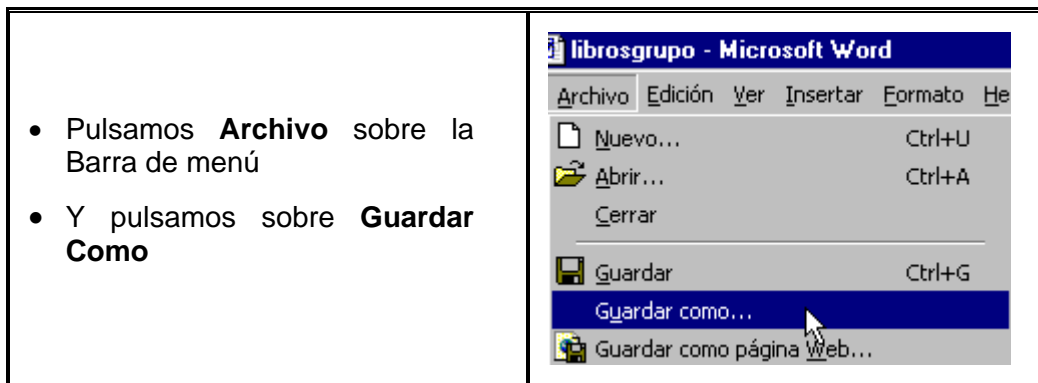 • Pulsamos Archivo sobre la
Barra de menú
• Y pulsamos sobre Guardar
Como
librosgrupo - Microsoft Word
Archivo Edición Ver Insertar Formato He
Nuevo... Ctrl+U
Abrir... Ctrl+A
Cerrar
Guardar Ctrl+G
Guardar como...
Guardar como página Web...